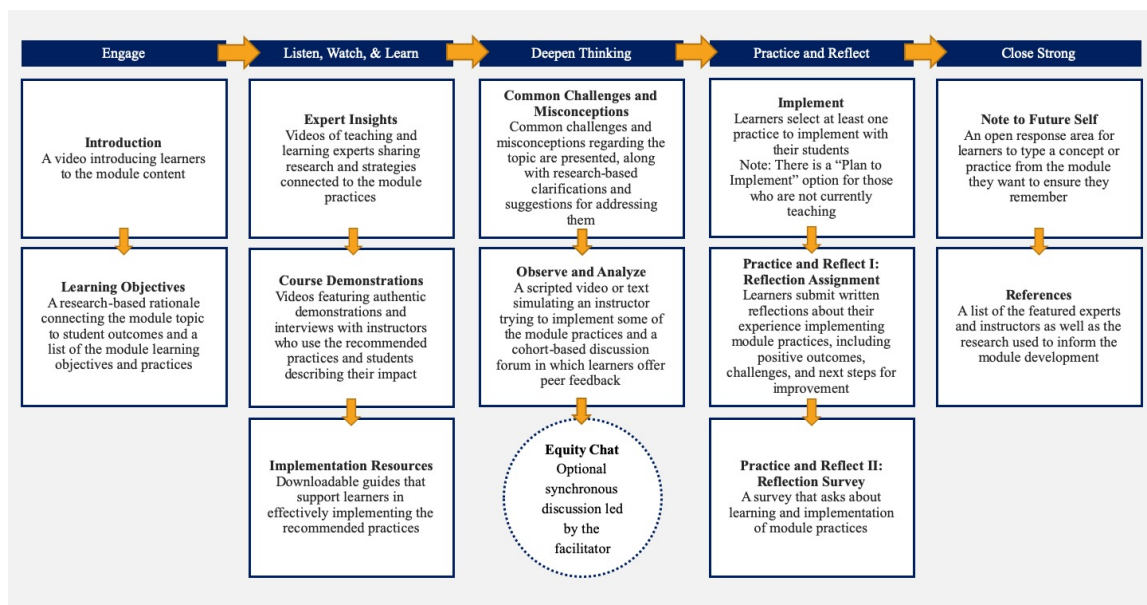 Engage
Listen, Watch, & Learn
Deepen Thinking
Practice and Reflect
Close Strong
Introduction
A video introducing learners
to the module content
Learning Objectives
A research-based rationale
connecting the module topic
to student outcomes and a
list of the module learning
objectives and practices
Expert Insights
Videos of teaching and
learning experts sharing
research and strategies
connected to the module
practices
Course Demonstrations
Videos featuring authentic
demonstrations and
interviews with instructors
who use the recommended
practices and students
describing their impact
Implementation Resources
Downloadable guides that
support learners in
effectively implementing the
recommended practices
Common Challenges and
Misconceptions
Common challenges and
misconceptions regarding the
topic are presented, along
with research-based
clarifications and
suggestions for addressing
them
Observe and Analyze
A scripted video or text
simulating an instructor
trying to implement some of
the module practices and a
cohort-based discussion
forum in which learners offer
peer feedback
Equity Chat
Optional
synchronous
discussion led
by the
facilitator
Implement
Learners select at least one
practice to implement with
their students
Note: There is a “Plan to
Implement” option for those
who are not currently
teaching
Practice and Reflect I:
Reflection Assignment
Learners submit written
reflections about their
experience implementing
module practices, including
positive outcomes,
challenges, and next steps for
improvement
Practice and Reflect II:
Reflection Survey
A survey that asks about
learning and implementation
of module practices
Note to Future Self
An open response area for
learners to type a concept or
practice from the module
they want to ensure they
remember
References
A list of the featured experts
and instructors as well as the
research used to inform the
module development